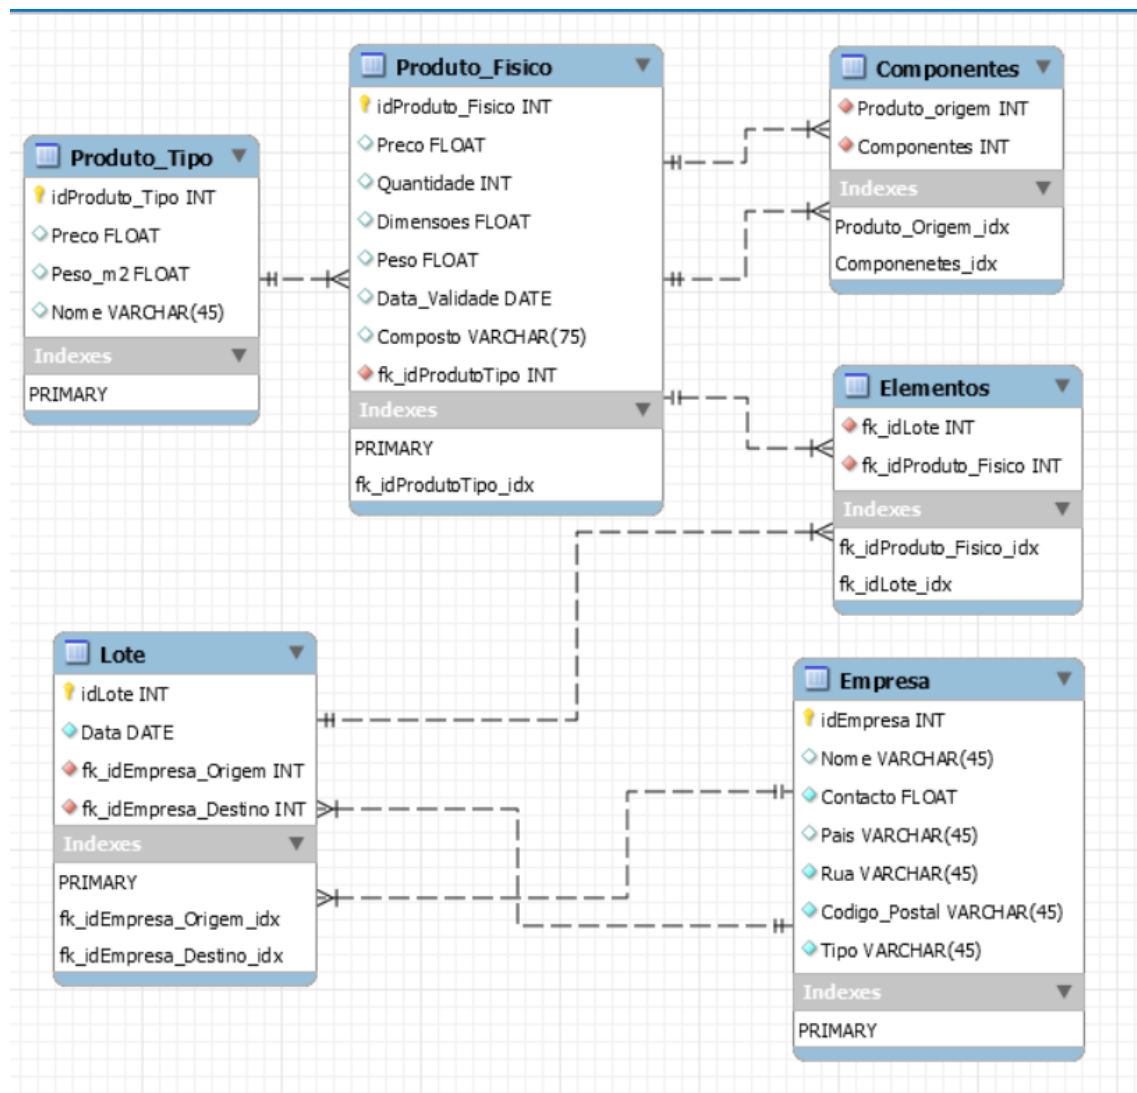 Produto_Tipo
idProduto_Tipo INT
Preco FLOAT
Peso_m2 FLOAT
Nome VARCHAR(45)
Indexes
PRIMARY
Produto_Fisico
idProduto_Fisico INT
Preco FLOAT
Quantidade INT
Dimensoes FLOAT
Peso FLOAT
Data_Validade DATE
Composto VARCHAR(75)
fk_idProdutoTipo INT
Indexes
PRIMARY
fk_idProdutoTipo_idx
Componentes
Produto_origem INT
Componentes INT
Indexes
Produto_Origem_idx
Componenetes_idx
Elementos
fk_idLote INT
fk_idProduto_Fisico INT
Indexes
fk_idProduto_Fisico_idx
fk_idLote_idx
Lote
idLote INT
Data DATE
fk_idEmpresa_Origem INT
fk_idEmpresa_Destino INT
Indexes
PRIMARY
fk_idEmpresa_Origem_idx
fk_idEmpresa_Destino_idx
Empresa
idEmpresa INT
Nome VARCHAR(45)
Contacto FLOAT
Pais VARCHAR(45)
Rua VARCHAR(45)
Codigo_Postal VARCHAR(45)
Tipo VARCHAR(45)
Indexes
PRIMARY